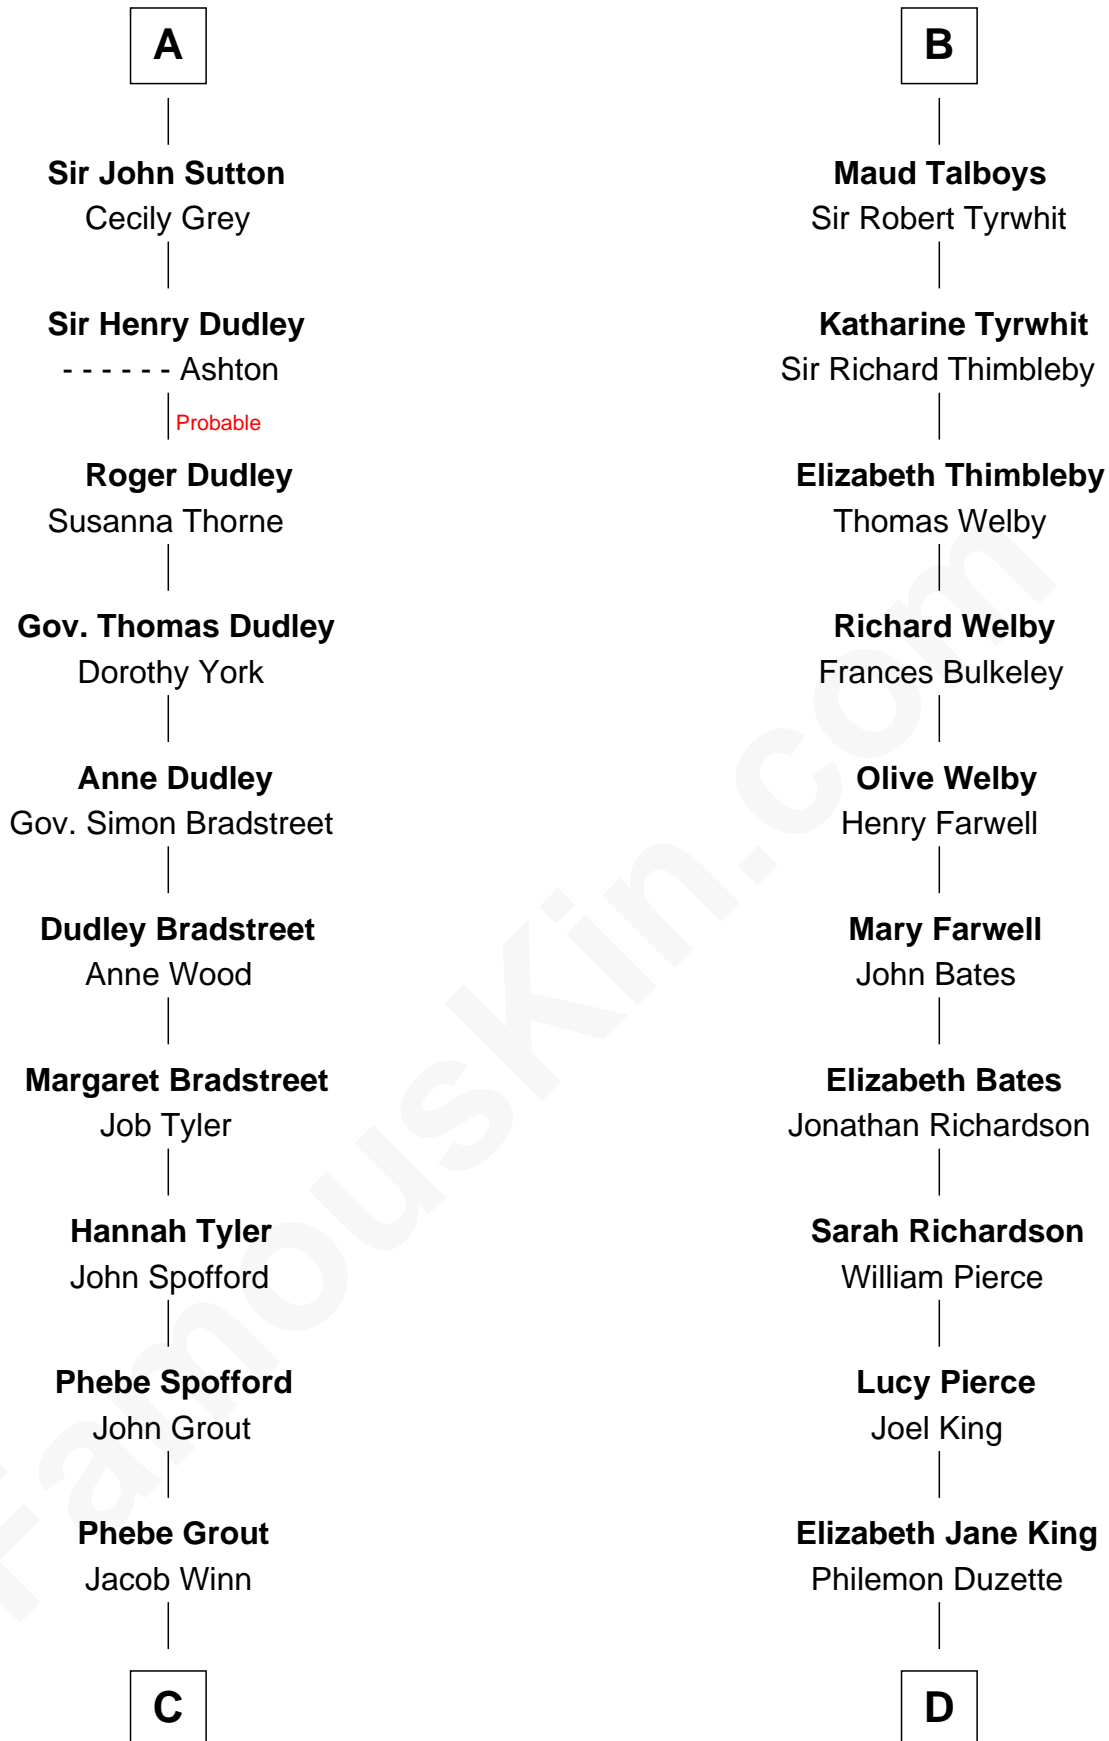 A
Sir John Sutton
Cecily Grey
Sir Henry Dudley
- - - - - - Ashton
Probable
Roger Dudley
Susanna Thorne
Gov. Thomas Dudley
Dorothy York
Anne Dudley
Gov. Simon Bradstreet
Dudley Bradstreet
Anne Wood
Margaret Bradstreet
Job Tyler
Hannah Tyler
John Spofford
Phebe Spofford
John Grout
Phebe Grout
Jacob Winn
C
B
Maud Talboys
Sir Robert Tyrwhit
Katharine Tyrwhit
Sir Richard Thimbleby
Elizabeth Thimbleby
Thomas Welby
Richard Welby
Frances Bulkeley
Olive Welby
Henry Farwell
Mary Farwell
John Bates
Elizabeth Bates
Jonathan Richardson
Sarah Richardson
William Pierce
Lucy Pierce
Joel King
Elizabeth Jane King
Philemon Duzette
D
FamousKin.com